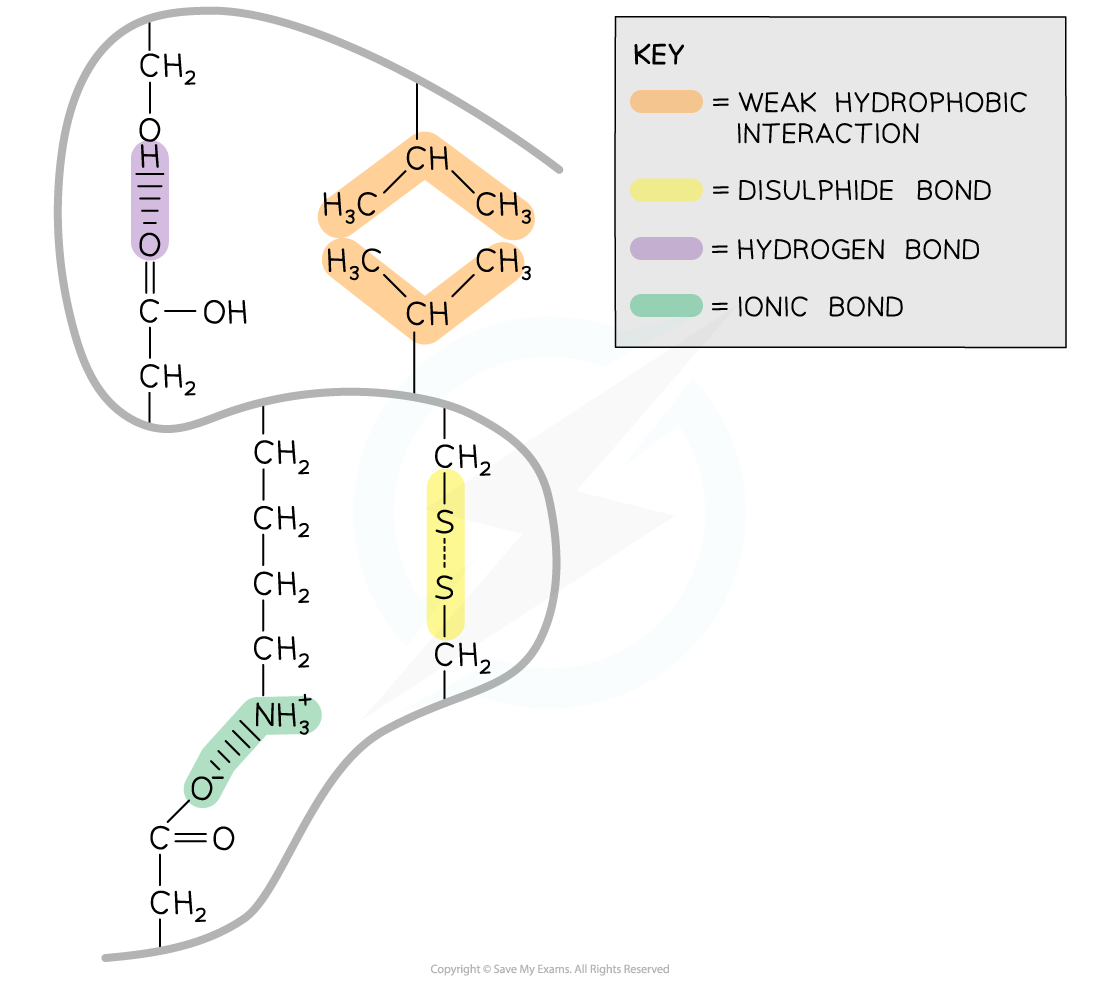 CH₂
O
H
O
C—OH
CH₂
CH
H₃C CH₃
H₃C CH₃
CH
KEY
= WEAK HYDROPHOBIC
INTERACTION
= DISULPHIDE BOND
= HYDROGEN BOND
= IONIC BOND
CH₂
CH₂
CH₂
CH₂
NH₃⁺
O⁻
C=O
CH₂
CH₂
S
S
CH₂
Copyright © Save My Exams. All Rights Reserved